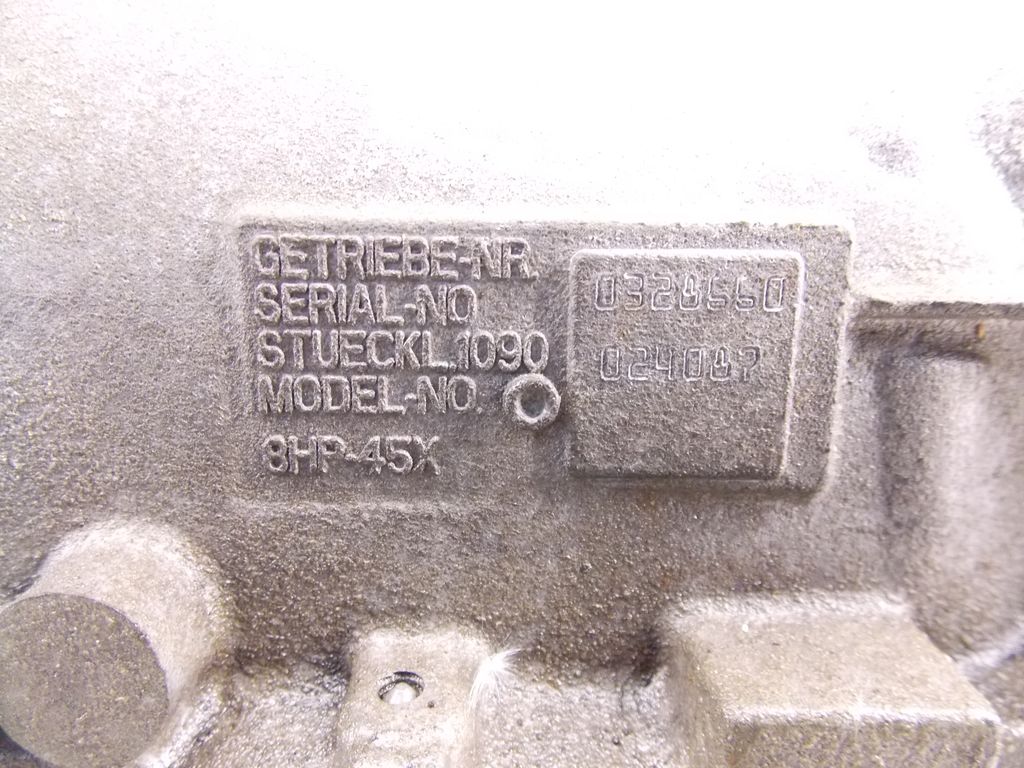 GETRIEBE-NR.
SERIAL-NO
STUECKL.1090
MODEL-NO.
8HP-45X
0328660
024087